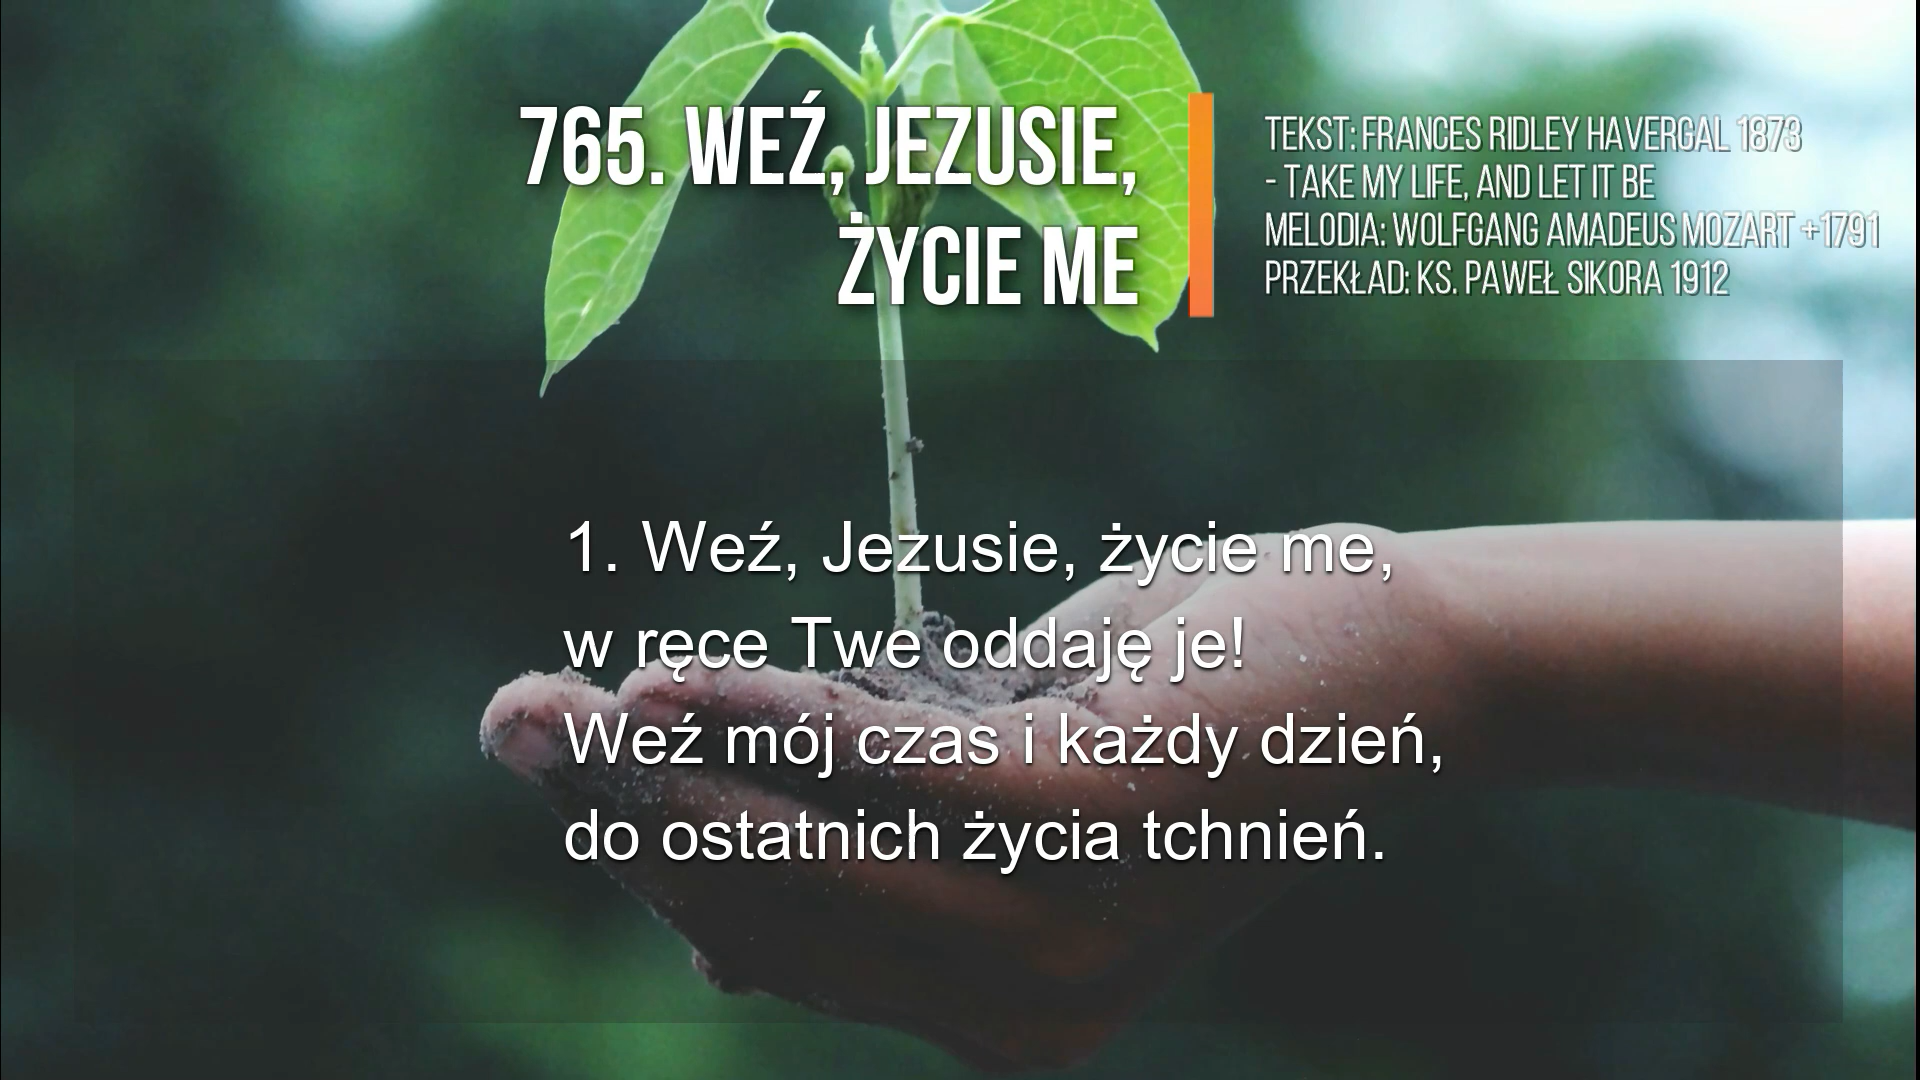 765. WEŹ, JEZUSIE,
ŻYCIE ME
TEKST: FRANCES RIDLEY HAVERGAL 1873
- TAKE MY LIFE, AND LET IT BE
MELODIA: WOLFGANG AMADEUS MOZART +1791
PRZEKŁAD: KS. PAWEŁ SIKORA 1912
1. Weź, Jezusie, życie me,
w ręce Twe oddaję je!
Weź mój czas i każdy dzień,
do ostatnich życia tchnień.